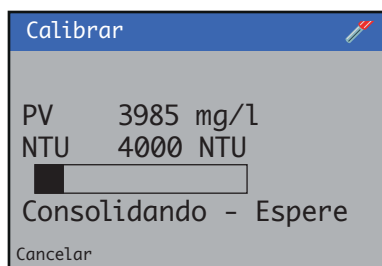 Calibrar
PV 3985 mg/l
NTU 4000 NTU
Consolidando - Espere
Cancelar